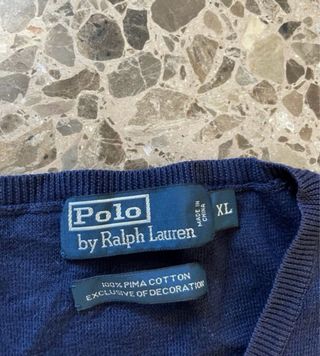 Polo
by Ralph Lauren
MADE IN
CHINA
XL
100% PIMA COTTON
EXCLUSIVE OF DECORATION